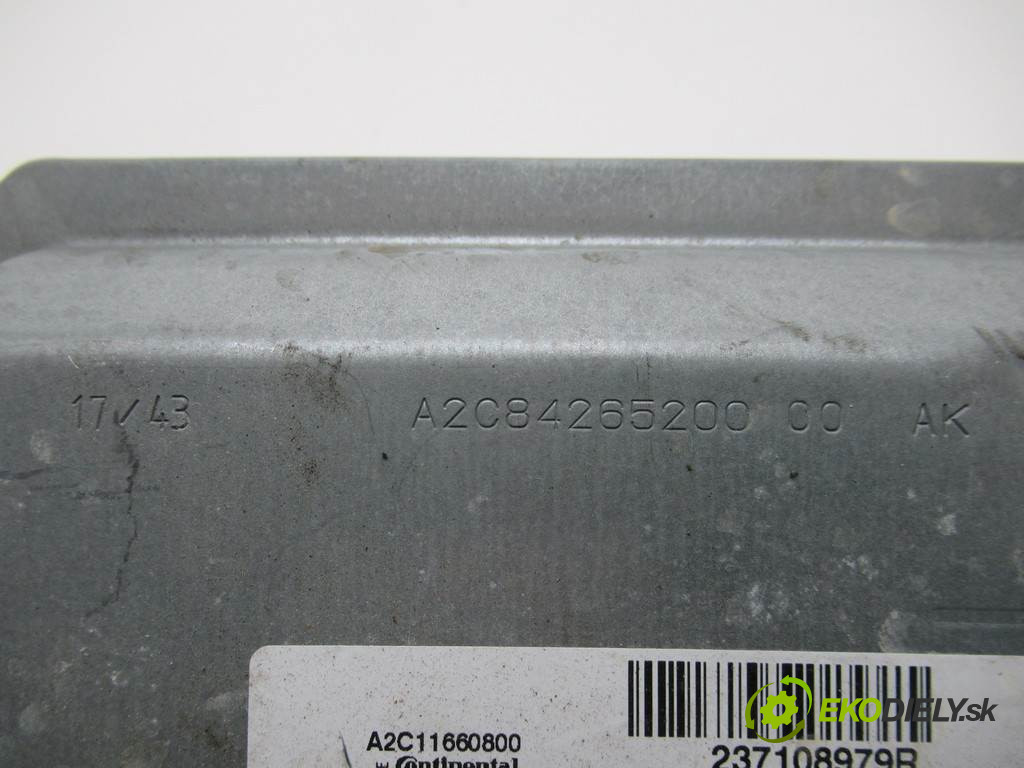 17✓43 A2C84265200 00 AK
A2C11660800
Continental
237108979R
EKODIELY.sk